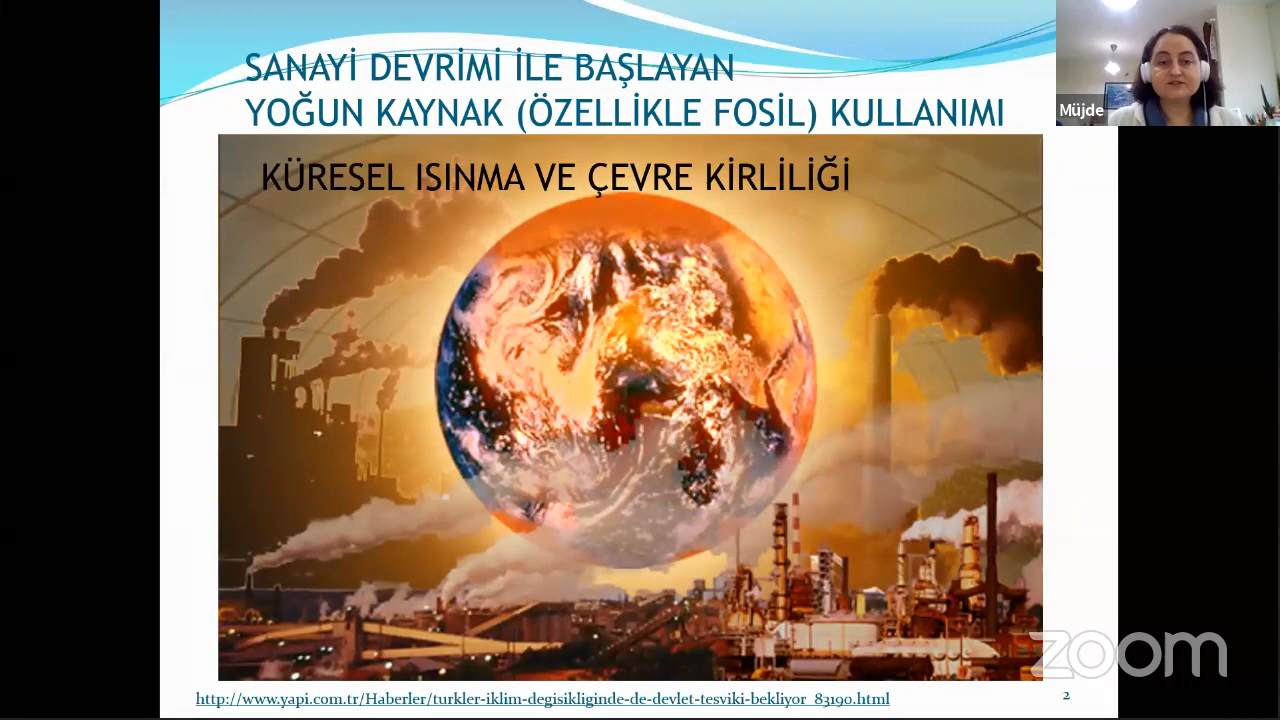 SANAYİ DEVRİMİ İLE BAŞLAYAN
YOĞUN KAYNAK (ÖZELLİKLE FOSİL) KULLANIMI
KÜRESEL ISINMA VE ÇEVRE KİRLİLİĞİ
Müjde
http://www.yapi.com.tr/Haberler/turkler-iklim-degisikliginde-de-devlet-tesviki-bekliyor_83190.html
2
zoom